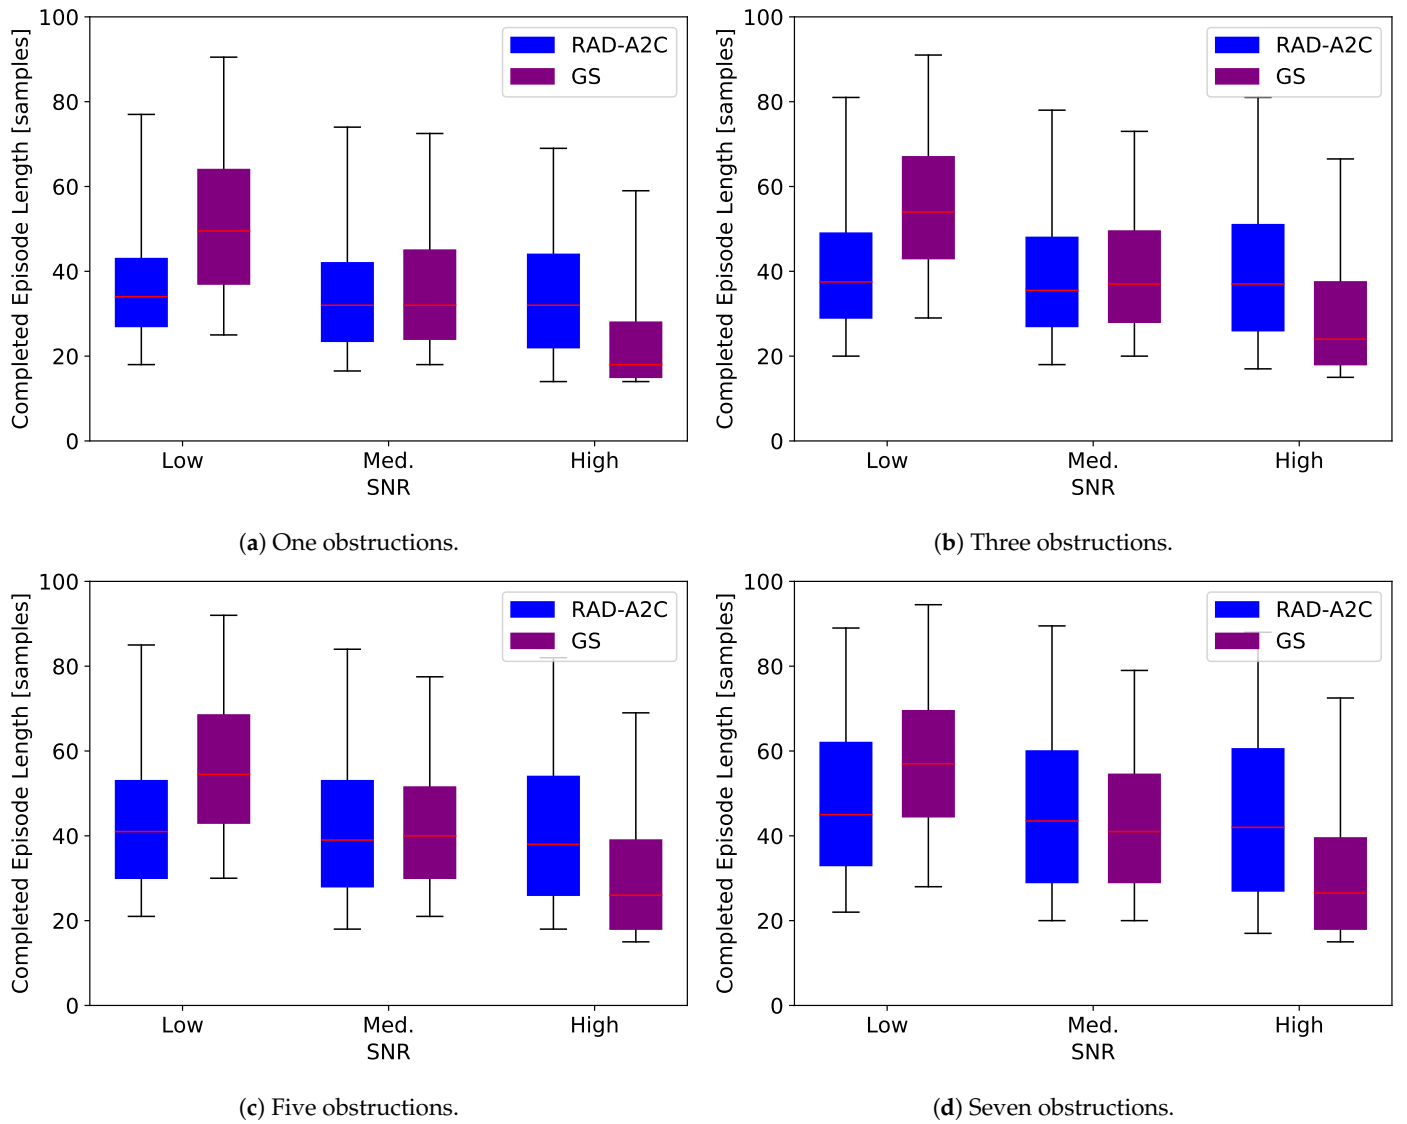 100
80
60
40
20
0
Completed Episode Length [samples]
RAD-A2C
GS
Low Med. High
SNR
(a) One obstructions.
100
80
60
40
20
0
Completed Episode Length [samples]
RAD-A2C
GS
Low Med. High
SNR
(b) Three obstructions.
100
80
60
40
20
0
Completed Episode Length [samples]
RAD-A2C
GS
Low Med. High
SNR
(c) Five obstructions.
100
80
60
40
20
0
Completed Episode Length [samples]
RAD-A2C
GS
Low Med. High
SNR
(d) Seven obstructions.